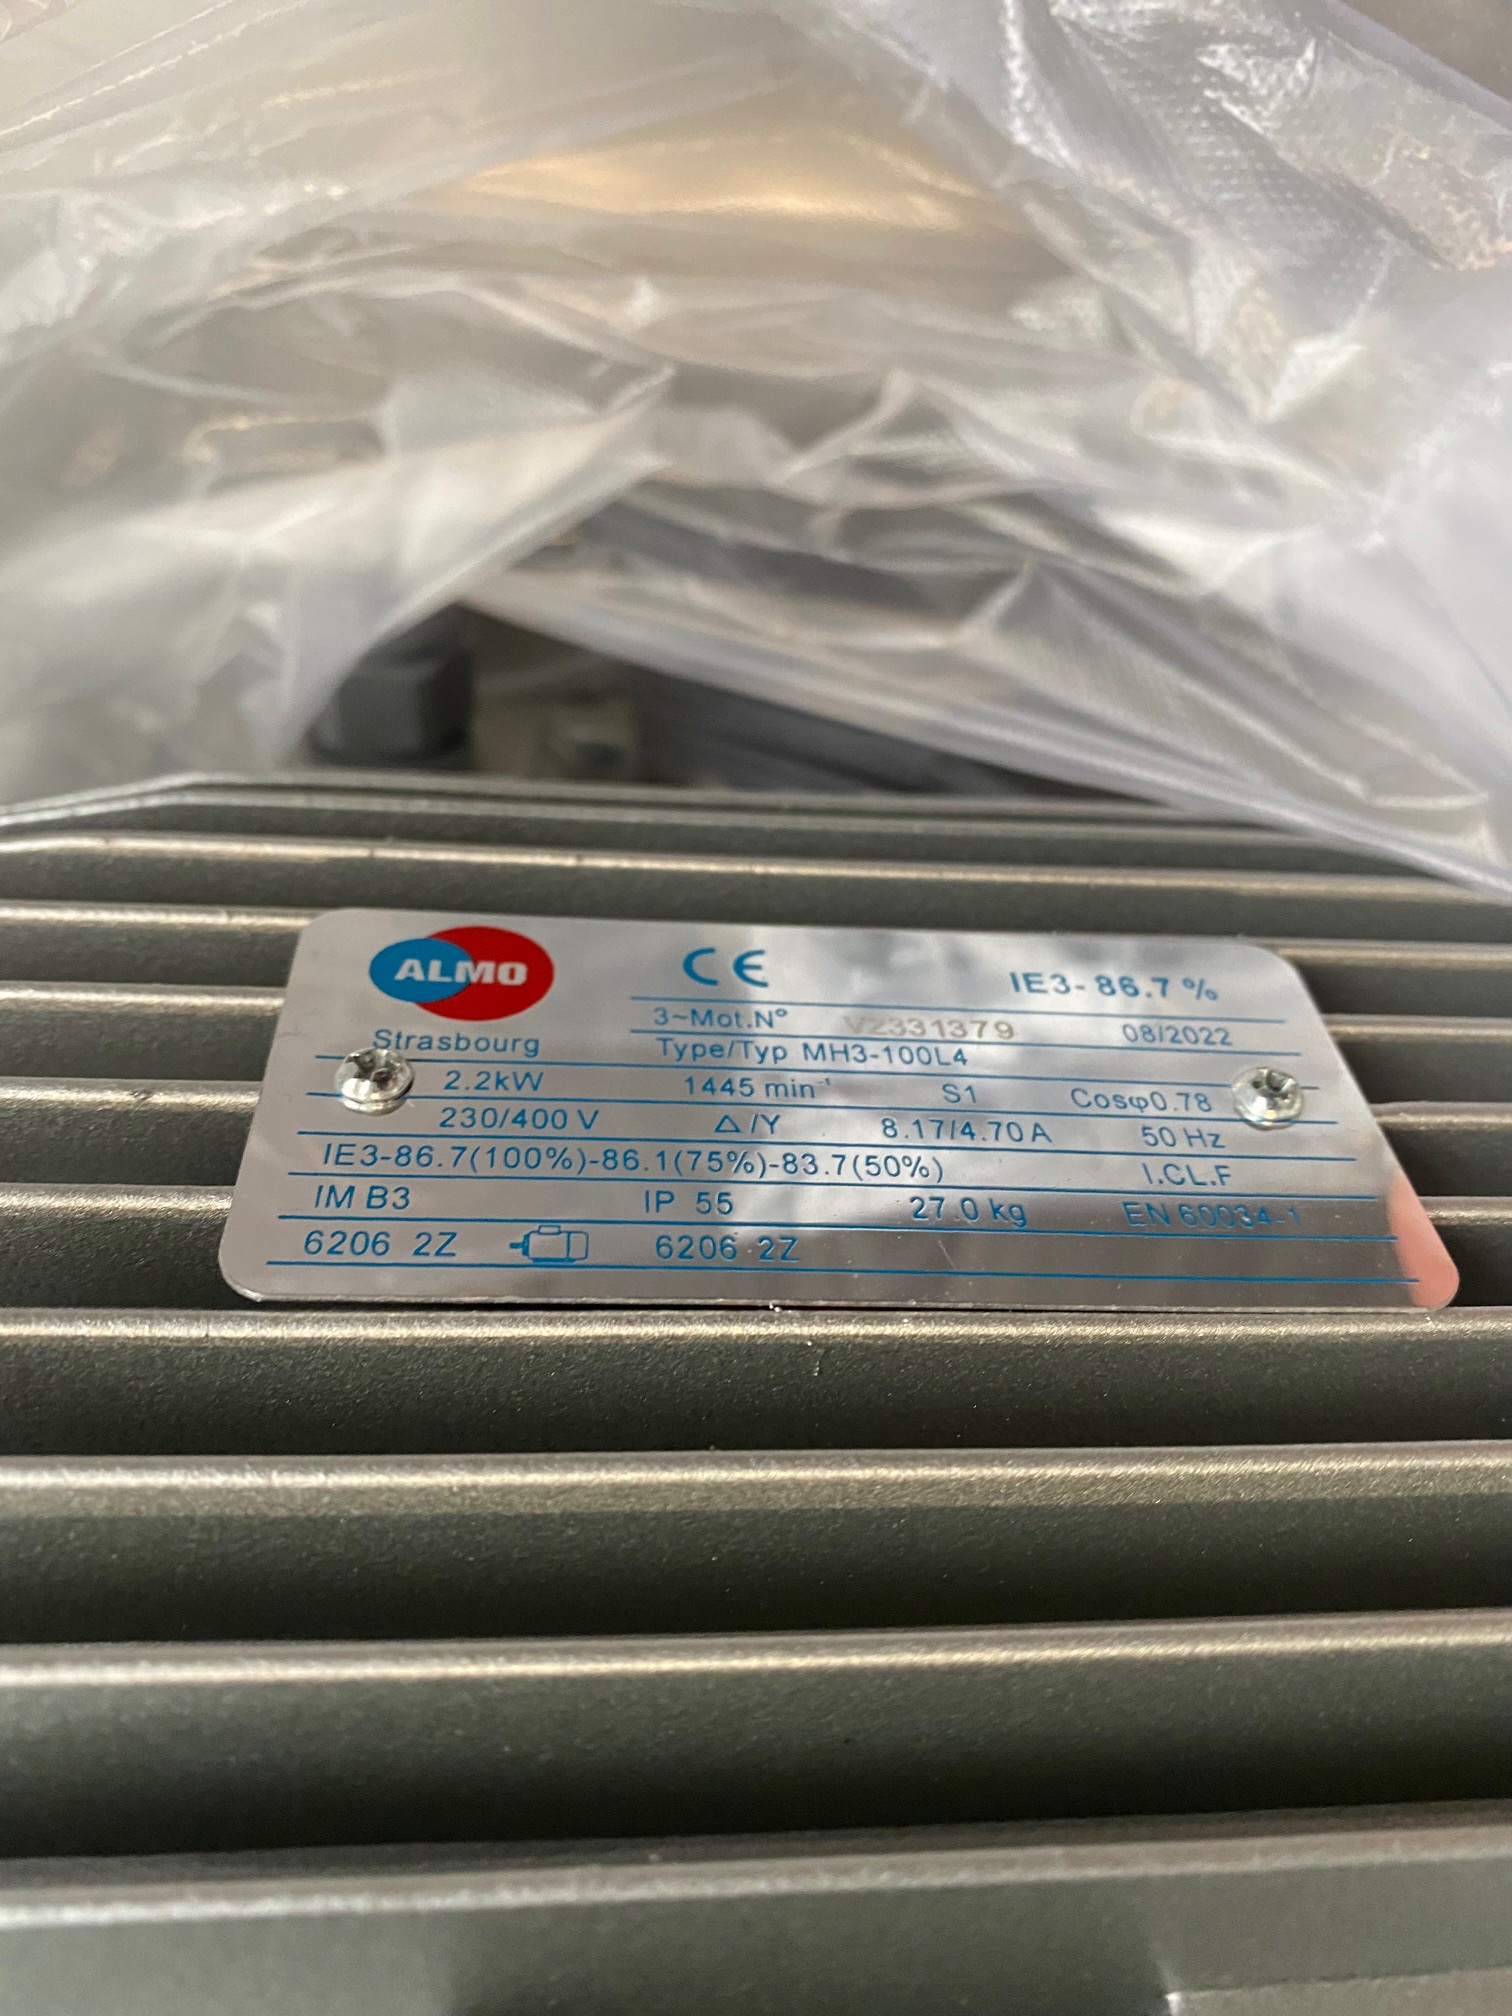 ALMO
CE
IE3-86.7%
3~Mot.N° V2331379 08/2022
Strasbourg
Type/Typ MH3-100L4
2.2kW 1445 min⁻¹ S1 Cosφ0.78
230/400 V Δ/Y 8.17/4.70A 50 Hz
IE3-86.7(100%)-86.1(75%)-83.7(50%) I.CL.F
IM B3 IP 55 27.0 kg EN 60034-1
6206 2Z 6206 2Z